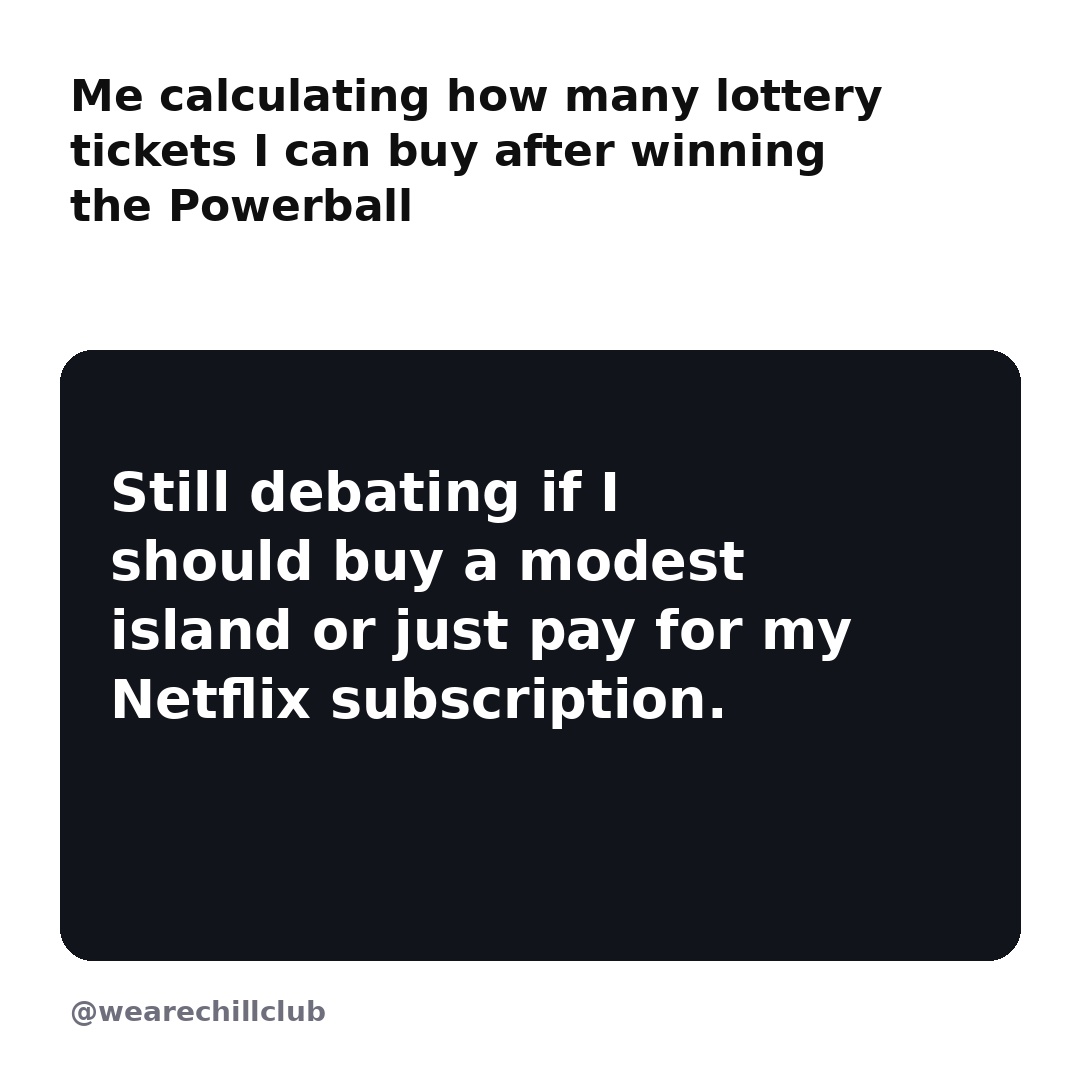 Me calculating how many lottery
tickets I can buy after winning
the Powerball
Still debating if I
should buy a modest
island or just pay for my
Netflix subscription.
@wearechillclub